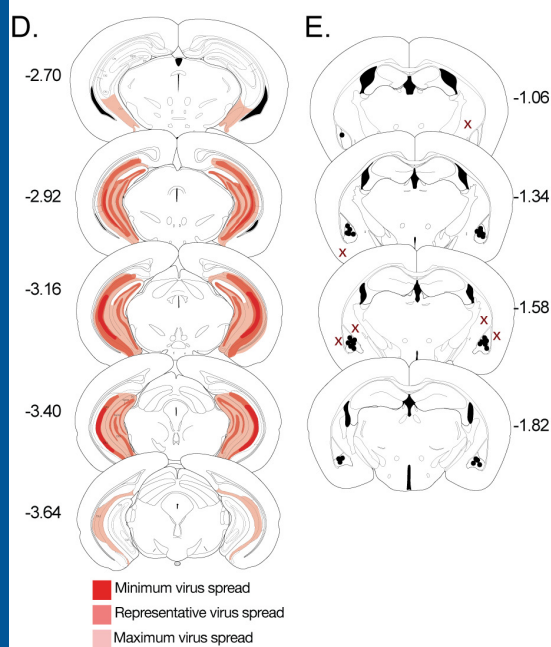 D.
-2.70
-2.92
-3.16
-3.40
-3.64
Minimum virus spread
Representative virus spread
Maximum virus spread
E.
-1.06
x
-1.34
x
-1.58
x
x
x
x
-1.82